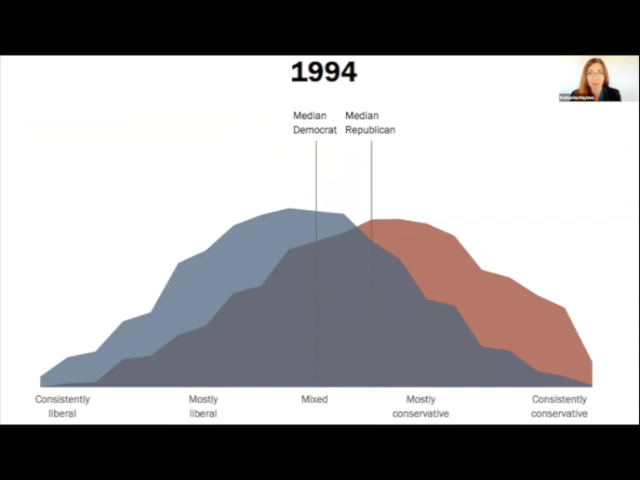 1994
Median Democrat
Median Republican
Consistently liberal
Mostly liberal
Mixed
Mostly conservative
Consistently conservative